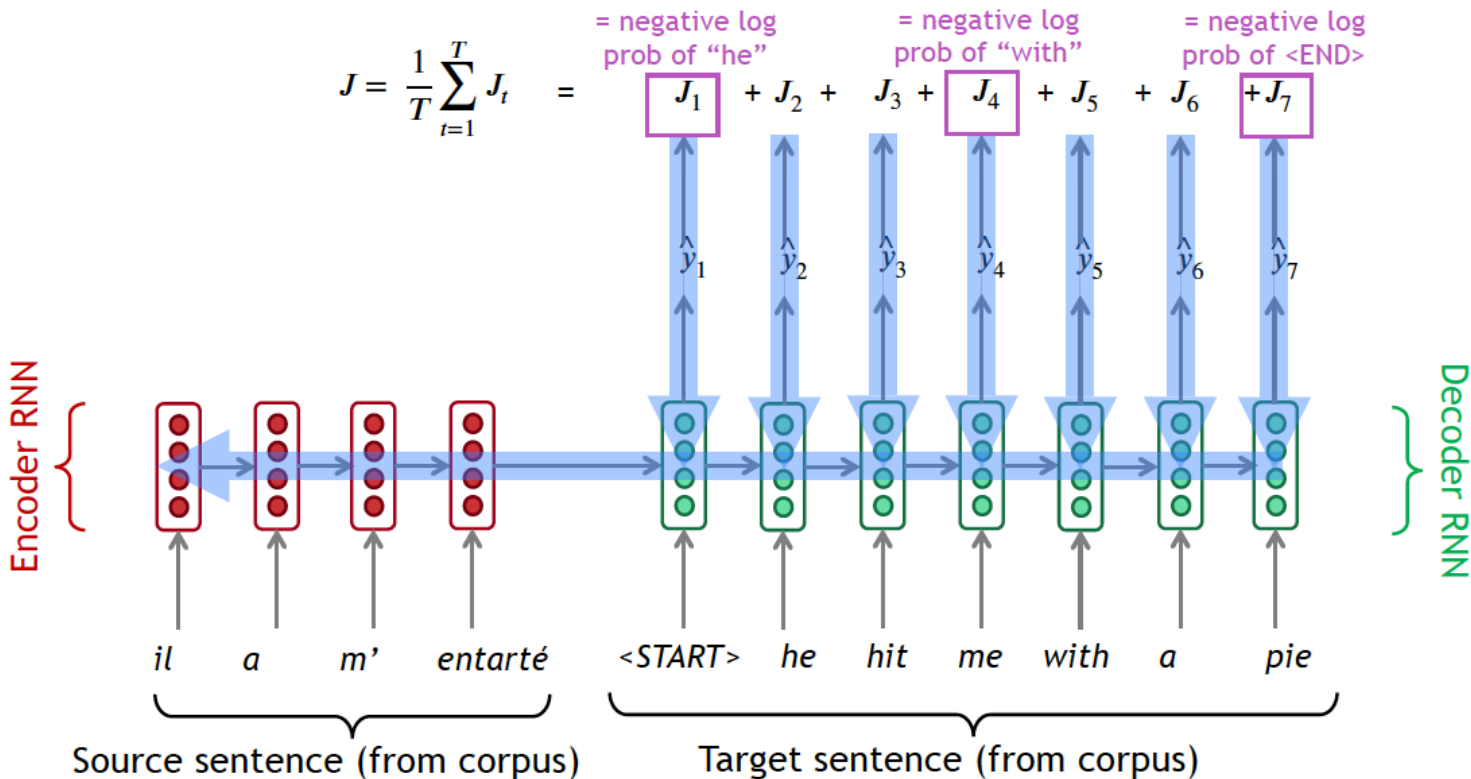 = negative log prob of “he”
= negative log prob of “with”
= negative log prob of <END>
J = 1/T ∑_{t=1}^{T} J_t = J_1 + J_2 + J_3 + J_4 + J_5 + J_6 + J_7
ŷ_1 ŷ_2 ŷ_3 ŷ_4 ŷ_5 ŷ_6 ŷ_7
Encoder RNN
Decoder RNN
il a m’ entarté <START> he hit me with a pie
Source sentence (from corpus) Target sentence (from corpus)